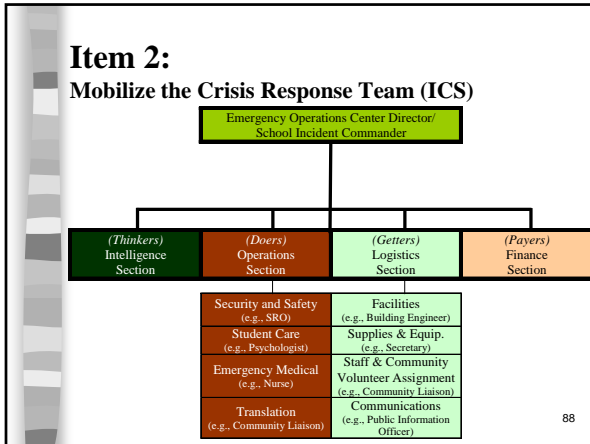 Item 2:
Mobilize the Crisis Response Team (ICS)
Emergency Operations Center Director/
School Incident Commander
(Thinkers)
Intelligence
Section
(Doers)
Operations
Section
(Getters)
Logistics
Section
(Payers)
Finance
Section
Security and Safety
(e.g., SRO)
Student Care
(e.g., Psychologist)
Emergency Medical
(e.g., Nurse)
Translation
(e.g., Community Liaison)
Facilities
(e.g., Building Engineer)
Supplies & Equip.
(e.g., Secretary)
Staff & Community
Volunteer Assignment
(e.g., Community Liaison)
Communications
(e.g., Public Information
Officer)
88